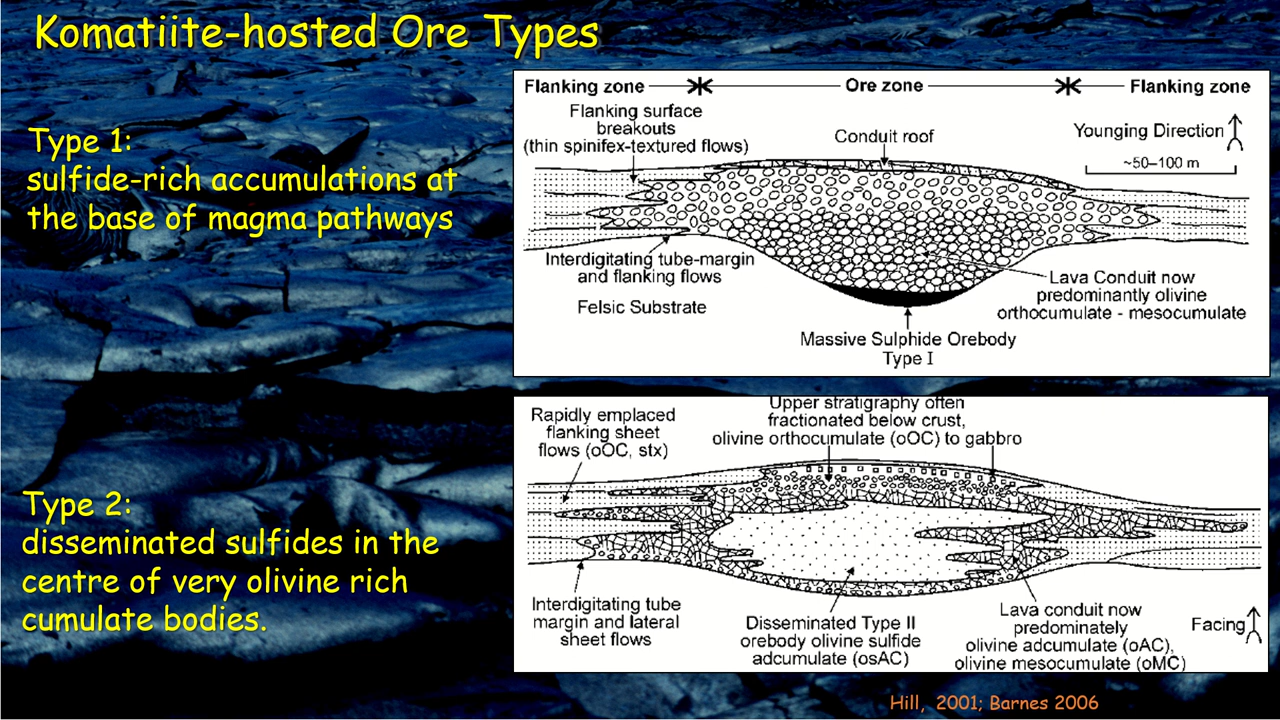 Komatiite-hosted Ore Types
Type 1:
sulfide-rich accumulations at
the base of magma pathways
Flanking zone
Ore zone
Flanking zone
Flanking surface
breakouts
(thin spinifex-textured flows)
Conduit roof
Younging Direction
~50–100 m
Interdigitating tube-margin
and flanking flows
Felsic Substrate
Lava Conduit now
predominantly olivine
orthocumulate - mesocumulate
Massive Sulphide Orebody
Type I
Type 2:
disseminated sulfides in the
centre of very olivine rich
cumulate bodies.
Rapidly emplaced
flanking sheet
flows (oOC, stx)
Upper stratigraphy often
fractionated below crust,
olivine orthocumulate (oOC) to gabbro
Interdigitating tube
margin and lateral
sheet flows
Disseminated Type II
orebody olivine sulfide
adcumulate (osAC)
Lava conduit now
predominately
olivine adcumulate (oAC),
olivine mesocumulate (oMC)
Facing
Hill, 2001; Barnes 2006